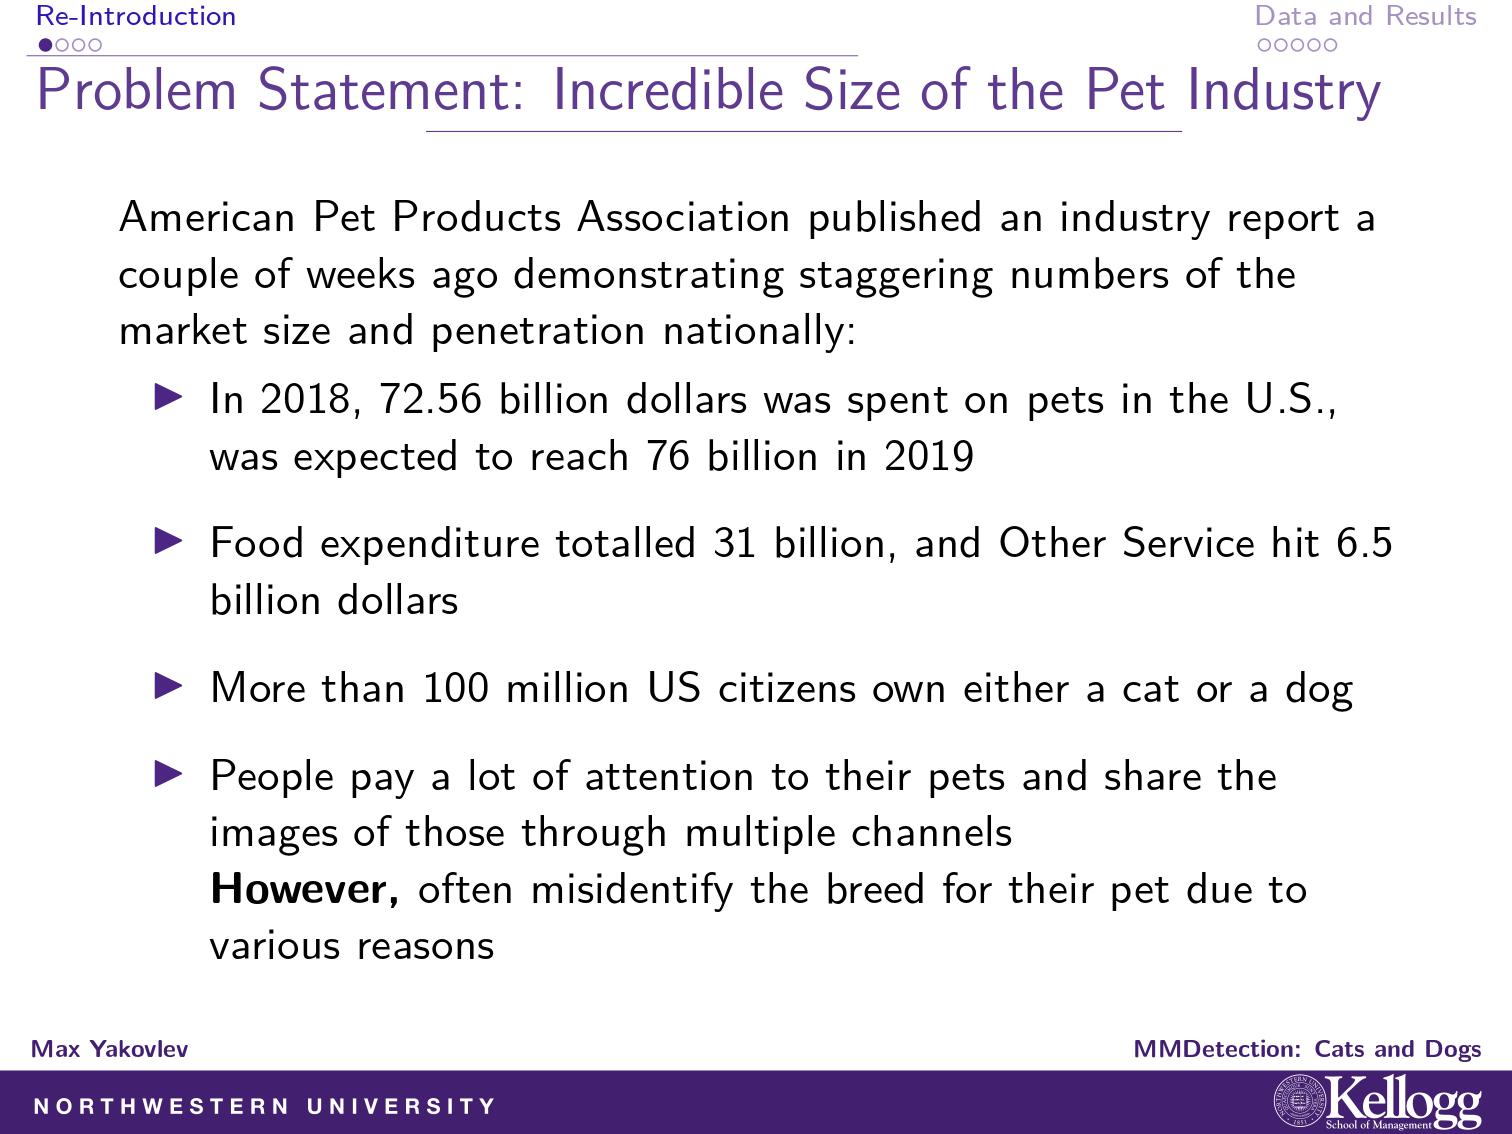 Re-Introduction
Data and Results
Problem Statement: Incredible Size of the Pet Industry
American Pet Products Association published an industry report a
couple of weeks ago demonstrating staggering numbers of the
market size and penetration nationally:
In 2018, 72.56 billion dollars was spent on pets in the U.S.,
was expected to reach 76 billion in 2019
Food expenditure totalled 31 billion, and Other Service hit 6.5
billion dollars
More than 100 million US citizens own either a cat or a dog
People pay a lot of attention to their pets and share the
images of those through multiple channels
However, often misidentify the breed for their pet due to
various reasons
Max Yakovlev
MMDetection: Cats and Dogs
NORTHWESTERN UNIVERSITY
Kellogg
School of Management